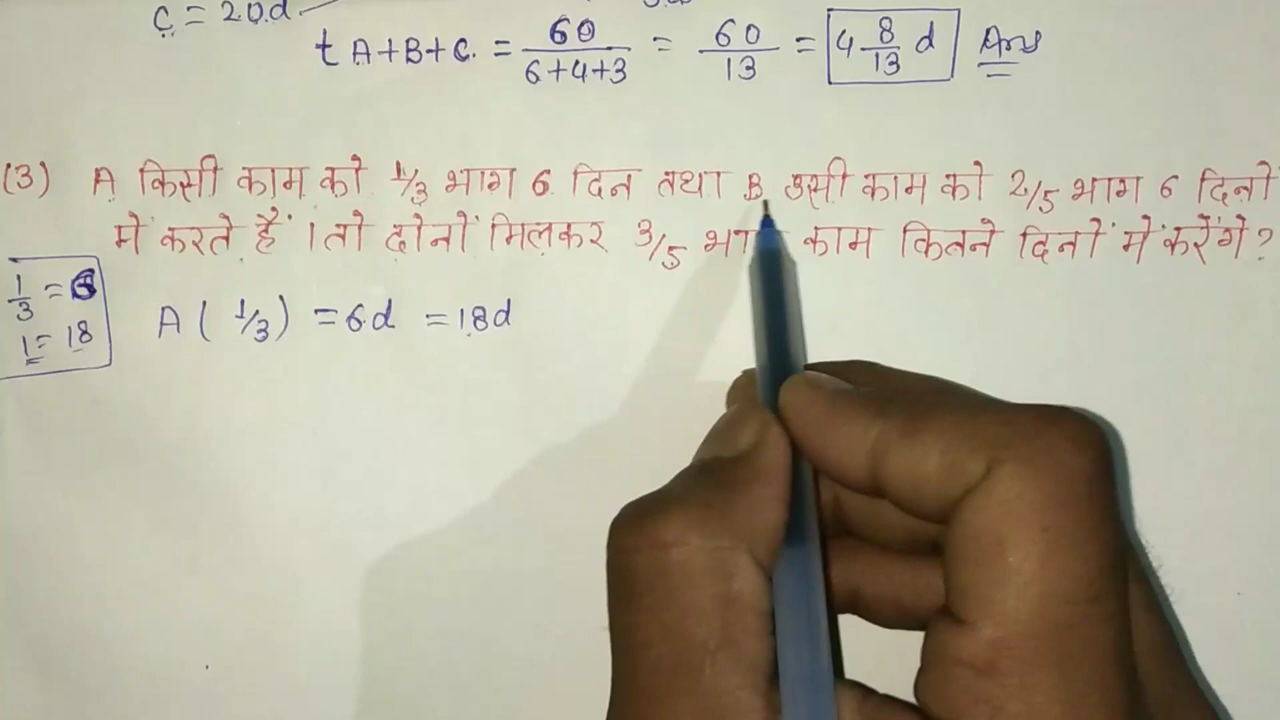 C = 20d
t A+B+C = 60/6+4+3 = 60/13 = 4 8/13 d Ans
(3) A किसी काम को 1/3 भाग 6 दिन तथा B उसी काम को 2/5 भाग 6 दिनों
में करते हैं । तो दोनों मिलकर 3/5 काम कितने दिनों में करेंगे ?
1/3 = 6
1 = 18
A ( 1/3 ) = 6d = 18d